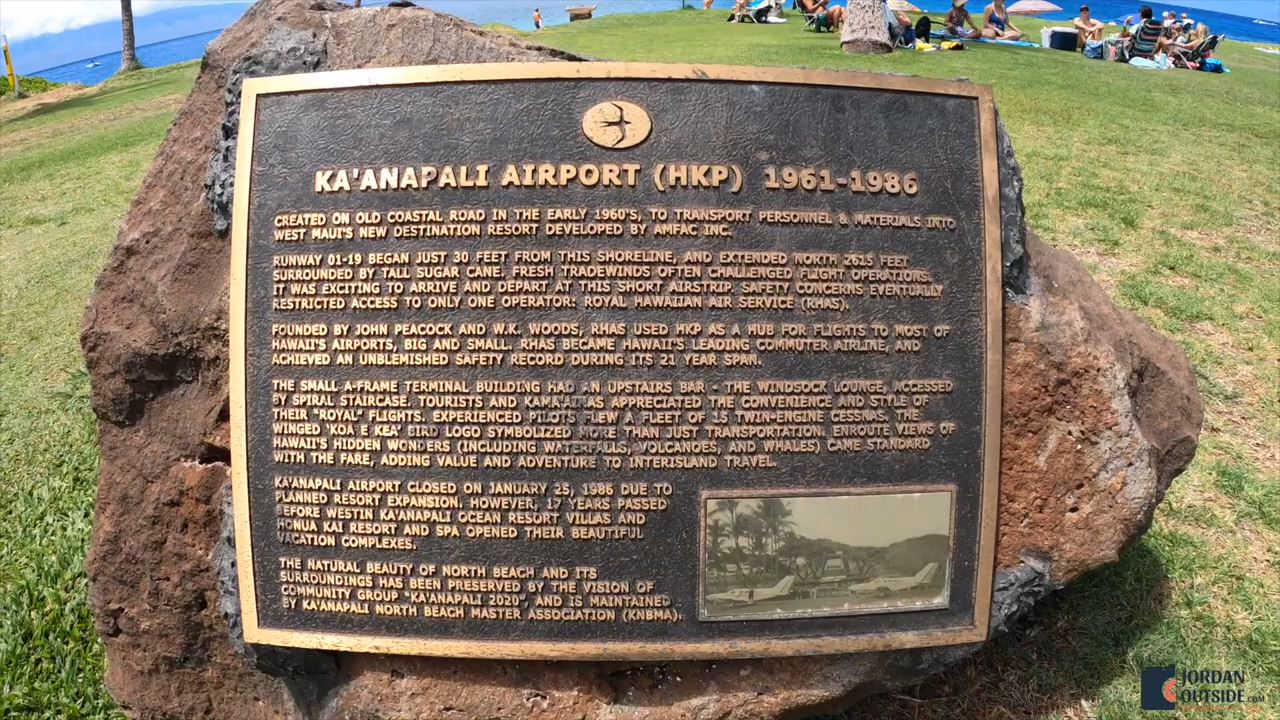 KA'ANAPALI AIRPORT (HKP) 1961-1986
CREATED ON OLD COASTAL ROAD IN THE EARLY 1960'S, TO TRANSPORT PERSONNEL & MATERIALS INTO
WEST MAUI'S NEW DESTINATION RESORT DEVELOPED BY AMFAC INC.
RUNWAY 01-19 BEGAN JUST 30 FEET FROM THIS SHORELINE, AND EXTENDED NORTH 2615 FEET
SURROUNDED BY TALL SUGAR CANE. FRESH TRADEWINDS OFTEN CHALLENGED FLIGHT OPERATIONS.
IT WAS EXCITING TO ARRIVE AND DEPART AT THIS SHORT AIRSTRIP. SAFETY CONCERNS EVENTUALLY
RESTRICTED ACCESS TO ONLY ONE OPERATOR: ROYAL HAWAIIAN AIR SERVICE (RHAS).
FOUNDED BY JOHN PEACOCK AND W.K. WOODS, RHAS USED HKP AS A HUB FOR FLIGHTS TO MOST OF
HAWAII'S AIRPORTS, BIG AND SMALL. RHAS BECAME HAWAII'S LEADING COMMUTER AIRLINE, AND
ACHIEVED AN UNBLEMISHED SAFETY RECORD DURING ITS 21 YEAR SPAN.
THE SMALL A-FRAME TERMINAL BUILDING HAD AN UPSTAIRS BAR - THE WINDSOCK LOUNGE, ACCESSED
BY SPIRAL STAIRCASE. TOURISTS AND KAMA'AINAS APPRECIATED THE CONVENIENCE AND STYLE OF
THEIR "ROYAL" FLIGHTS. EXPERIENCED PILOTS FLEW A FLEET OF 15 TWIN-ENGINE CESSNAS. THE
WINGED 'KOA E KEA' BIRD LOGO SYMBOLIZED MORE THAN JUST TRANSPORTATION. ENROUTE VIEWS OF
HAWAII'S HIDDEN WONDERS (INCLUDING WATERFALLS, VOLCANOES, AND WHALES) CAME STANDARD
WITH THE FARE, ADDING VALUE AND ADVENTURE TO INTERISLAND TRAVEL.
KA'ANAPALI AIRPORT CLOSED ON JANUARY 25, 1986 DUE TO
PLANNED RESORT EXPANSION. HOWEVER, 17 YEARS PASSED
BEFORE WESTIN KA'ANAPALI OCEAN RESORT VILLAS AND
HONUA KAI RESORT AND SPA OPENED THEIR BEAUTIFUL
VACATION COMPLEXES.
THE NATURAL BEAUTY OF NORTH BEACH AND ITS
SURROUNDINGS HAS BEEN PRESERVED BY THE VISION OF
COMMUNITY GROUP "KA'ANAPALI 2020", AND IS MAINTAINED
BY KA'ANAPALI NORTH BEACH MASTER ASSOCIATION (KNBMA).
JORDAN
OUTSIDE.COM